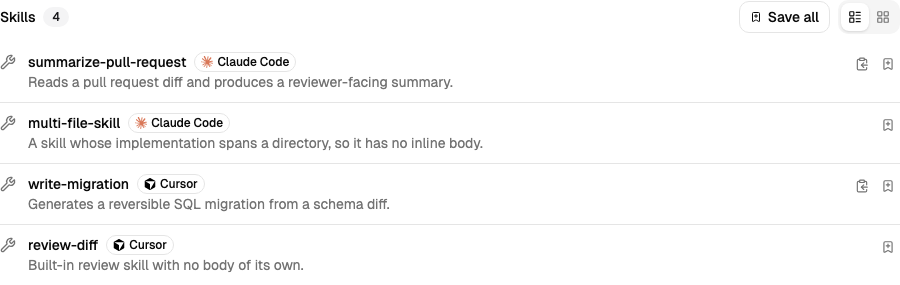 Skills 4 Save all
summarize-pull-request Claude Code
Reads a pull request diff and produces a reviewer-facing summary.
multi-file-skill Claude Code
A skill whose implementation spans a directory, so it has no inline body.
write-migration Cursor
Generates a reversible SQL migration from a schema diff.
review-diff Cursor
Built-in review skill with no body of its own.